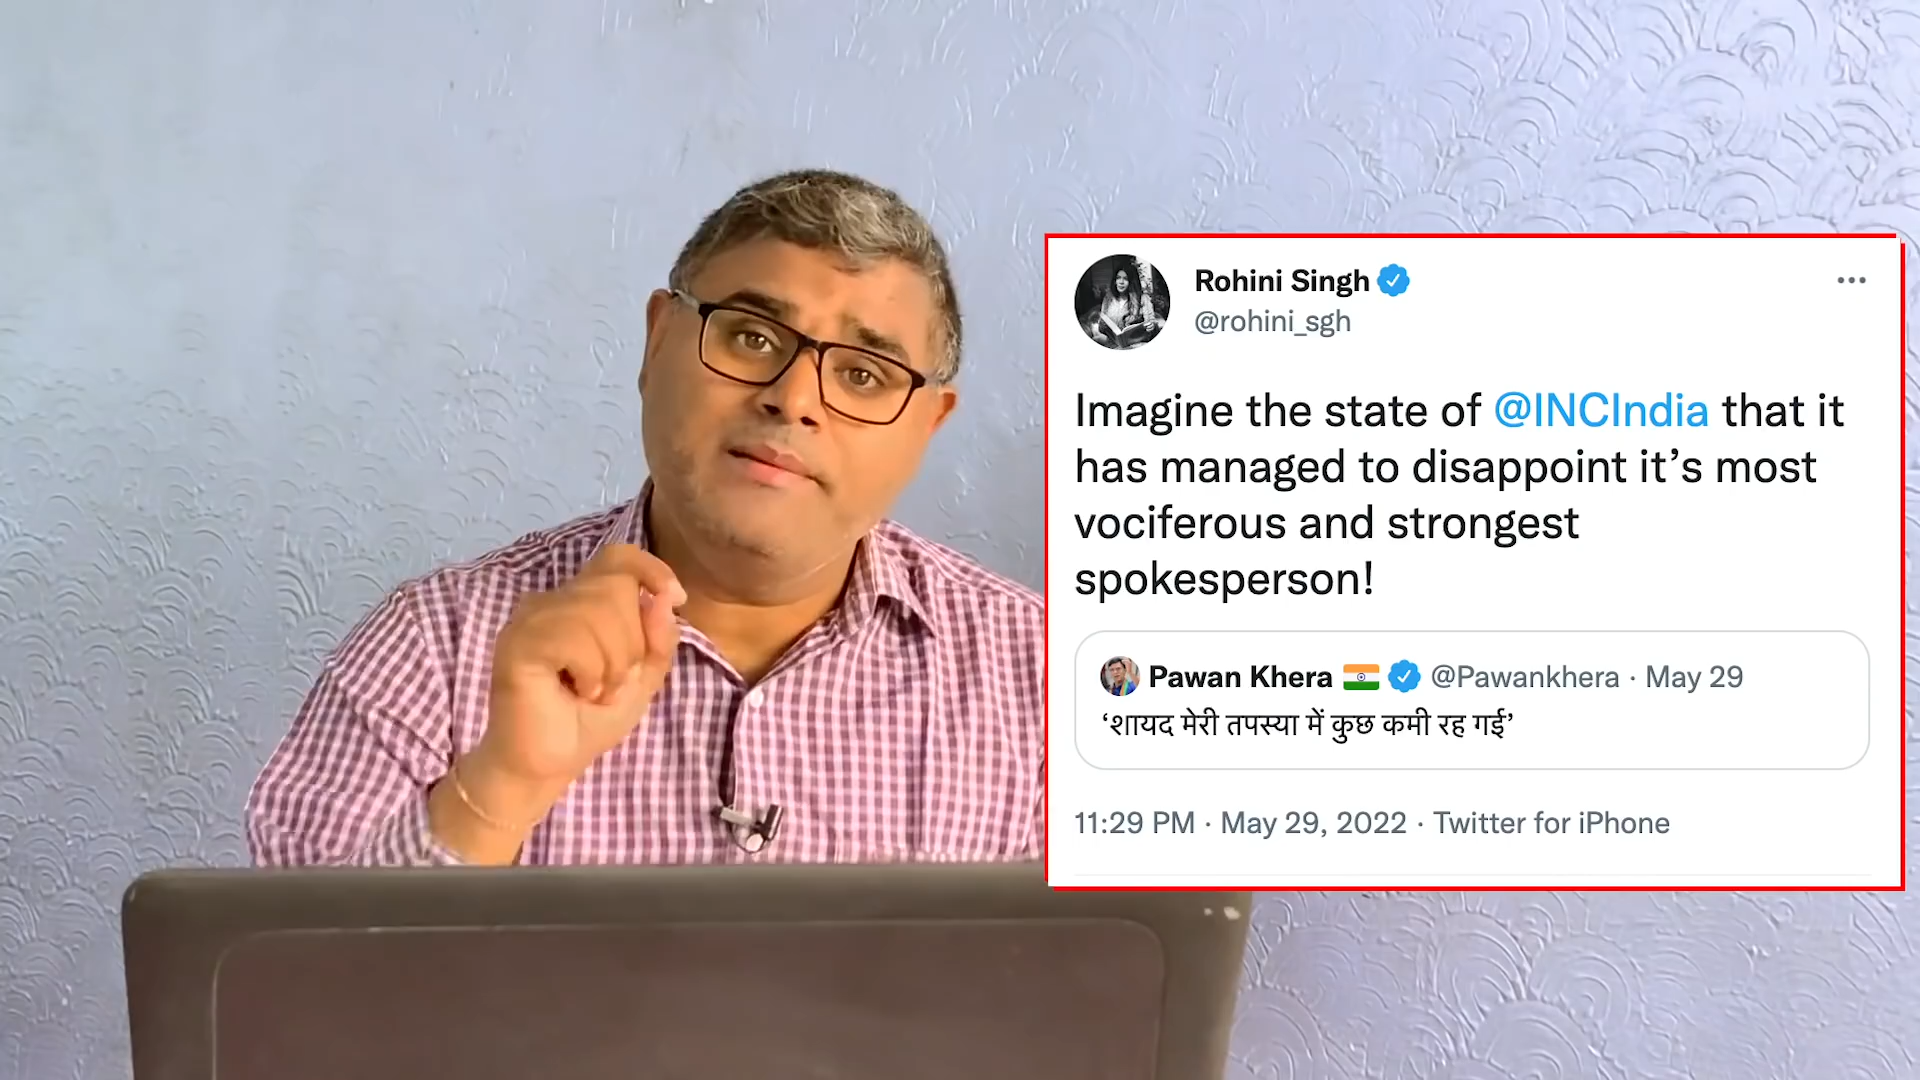 Rohini Singh
@rohini_sgh
Imagine the state of @INCIndia that it
has managed to disappoint it’s most
vociferous and strongest
spokesperson!
Pawan Khera @Pawankhera · May 29
‘शायद मेरी तपस्या में कुछ कमी रह गई’
11:29 PM · May 29, 2022 · Twitter for iPhone